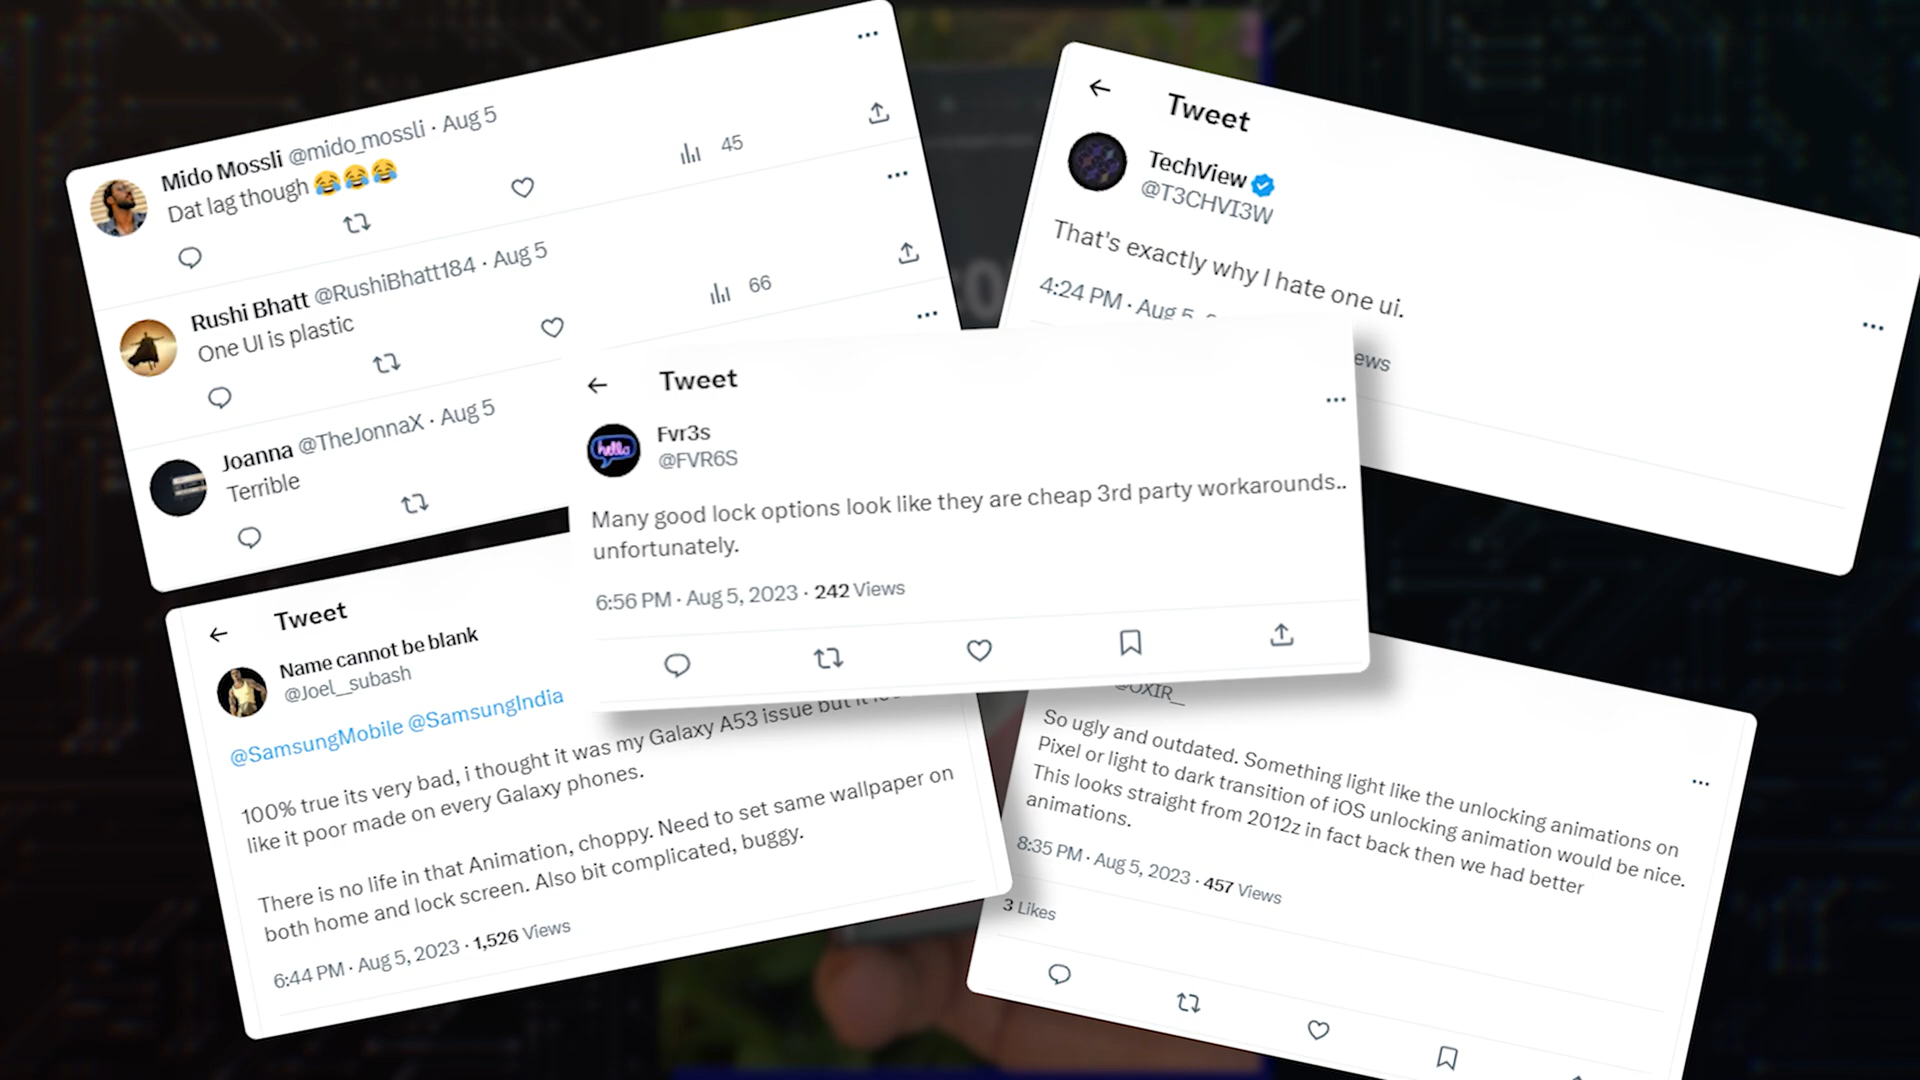 Mido Mossli @mido_mossli · Aug 5
Dat lag though 😂😂😂
45
Rushi Bhatt @RushiBhatt184 · Aug 5
One UI is plastic
66
Joanna @TheJonnaX · Aug 5
Terrible
Tweet
TechView
@T3CHVI3W
That's exactly why I hate one ui.
4:24 PM · Aug 5,
Tweet
Fvr3s
@FVR6S
hello
Many good lock options look like they are cheap 3rd party workarounds..
unfortunately.
6:56 PM · Aug 5, 2023 · 242 Views
Tweet
Name cannot be blank
@Joel__subash
@SamsungMobile @SamsungIndia
100% true its very bad, i thought it was my Galaxy A53 issue but it
like it poor made on every Galaxy phones.
There is no life in that Animation, choppy. Need to set same wallpaper on
both home and lock screen. Also bit complicated, buggy.
6:44 PM · Aug 5, 2023 · 1,526 Views
@OXIR__
So ugly and outdated. Something light like the unlocking animations on
Pixel or light to dark transition of iOS unlocking animation would be nice.
This looks straight from 2012z in fact back then we had better
animations.
8:35 PM · Aug 5, 2023 · 457 Views
3 Likes